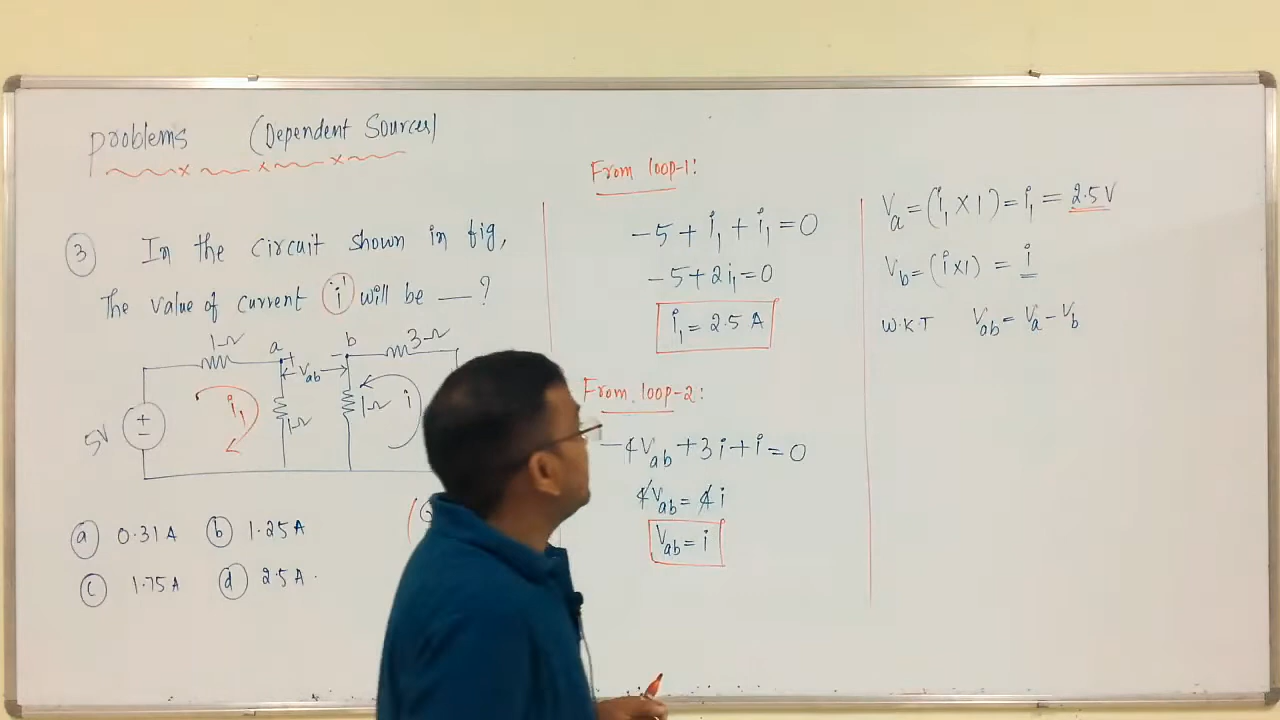 Problems (Dependent Sources)
③ In the circuit shown in fig,
The value of current 'i' will be — ?
1Ω
a
+
b
−
3Ω
Vab
5V
+
−
i₁
1Ω
1Ω
i
ⓐ 0.31 A ⓑ 1.25 A
ⓒ 1.75 A ⓓ 2.5 A.
From loop-1:
-5 + i₁ + i₁ = 0
-5 + 2i₁ = 0
i₁ = 2.5 A
From loop-2:
-4Vab + 3i + i = 0
4Vab = 4i
Vab = i
Va = (i₁ × 1) = i₁ = 2.5 V
Vb = (i×1) = i
W.K.T Vab = Va - Vb